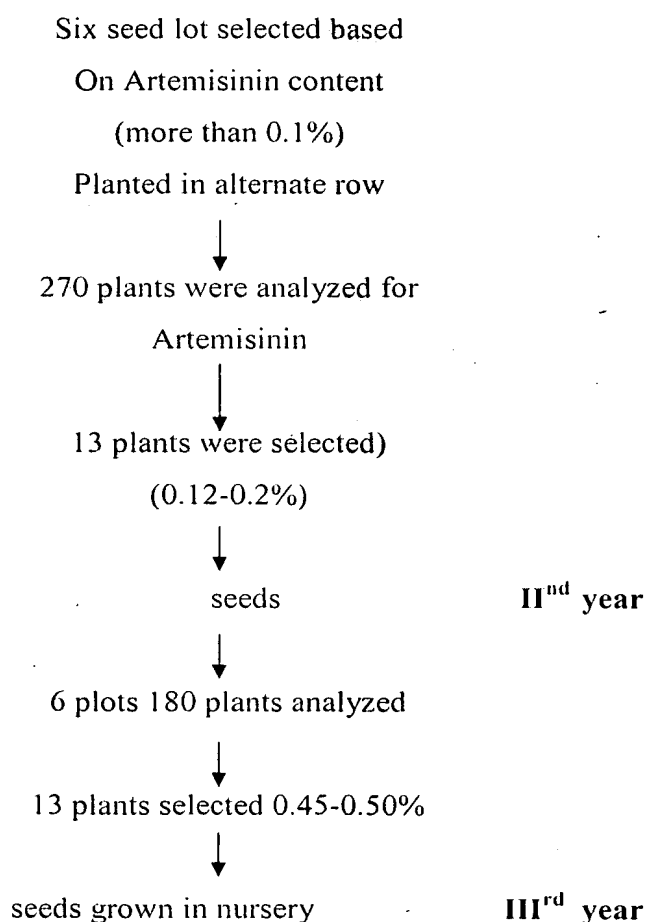 Six seed lot selected based
On Artemisinin content
(more than 0.1%)
Planted in alternate row
270 plants were analyzed for
Artemisinin
13 plants were selected)
(0.12-0.2%)
seeds IInd year
6 plots 180 plants analyzed
13 plants selected 0.45-0.50%
seeds grown in nursery IIIrd year